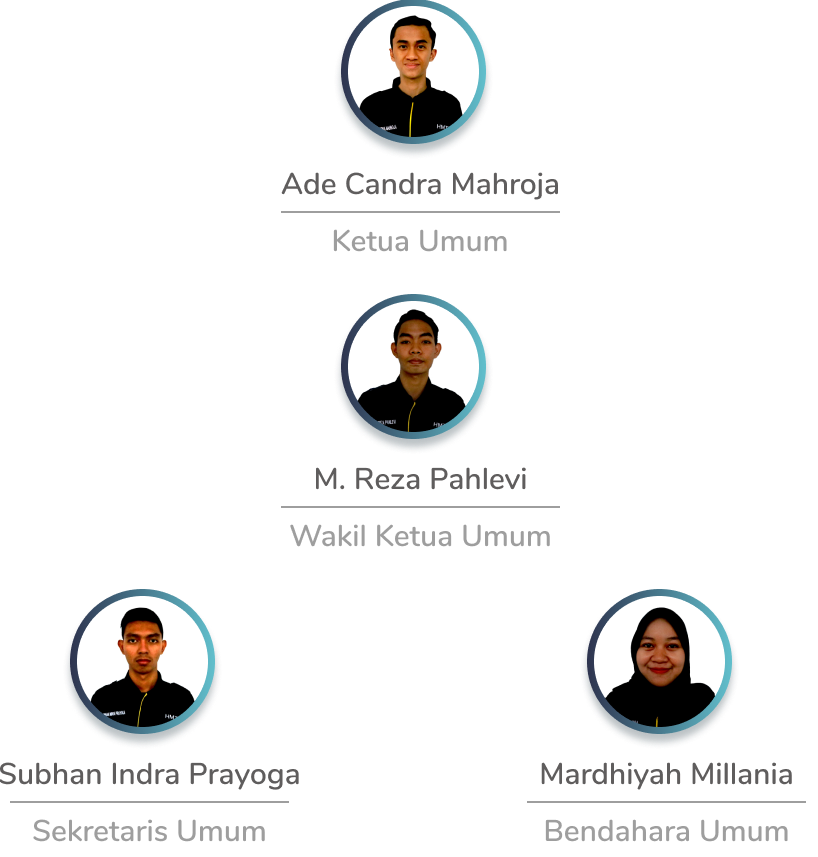 Ade Candra Mahroja
Ketua Umum
M. Reza Pahlevi
Wakil Ketua Umum
Subhan Indra Prayoga
Mardhiyah Millania
Sekretaris Umum
Bendahara Umum